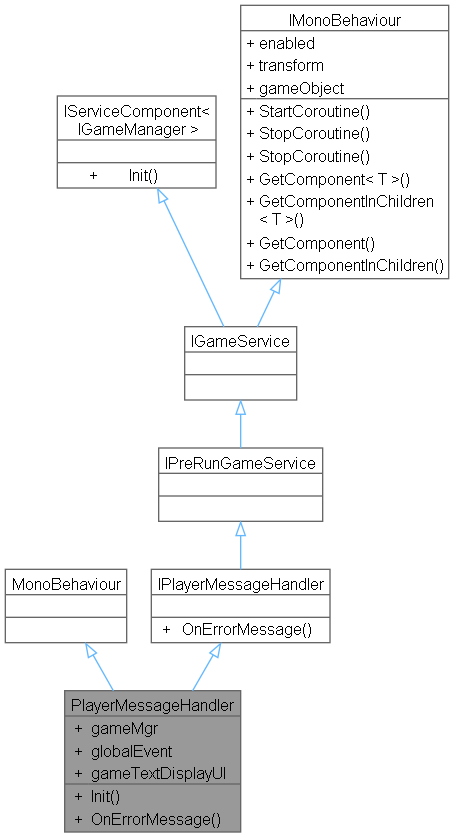 IMonoBehaviour
+ enabled
+ transform
+ gameObject
+ StartCoroutine()
+ StopCoroutine()
+ StopCoroutine()
+ GetComponent< T >()
+ GetComponentInChildren
< T >()
+ GetComponent()
+ GetComponentInChildren()
IServiceComponent<
IGameManager >
+ Init()
IGameService
IPreRunGameService
MonoBehaviour
IPlayerMessageHandler
+ OnErrorMessage()
PlayerMessageHandler
+ gameMgr
+ globalEvent
+ gameTextDisplayUI
+ Init()
+ OnErrorMessage()